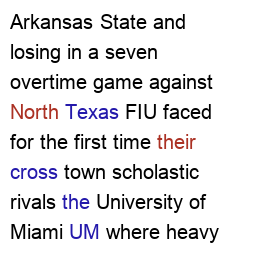 Arkansas State and
losing in a seven
overtime game against
North Texas FIU faced
for the first time their
cross town scholastic
rivals the University of
Miami UM where heavy